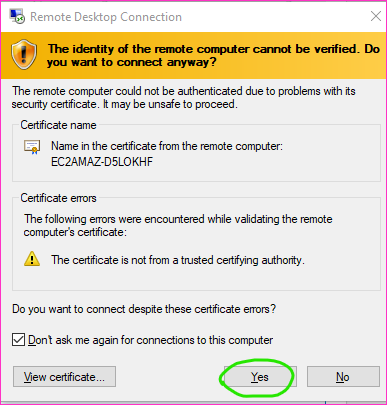 Remote Desktop Connection
The identity of the remote computer cannot be verified. Do
you want to connect anyway?
The remote computer could not be authenticated due to problems with its
security certificate. It may be unsafe to proceed.
Certificate name
Name in the certificate from the remote computer:
EC2AMAZ-D5LOKHF
Certificate errors
The following errors were encountered while validating the remote
computer's certificate:
The certificate is not from a trusted certifying authority.
Do you want to connect despite these certificate errors?
Don't ask me again for connections to this computer
View certificate... Yes No